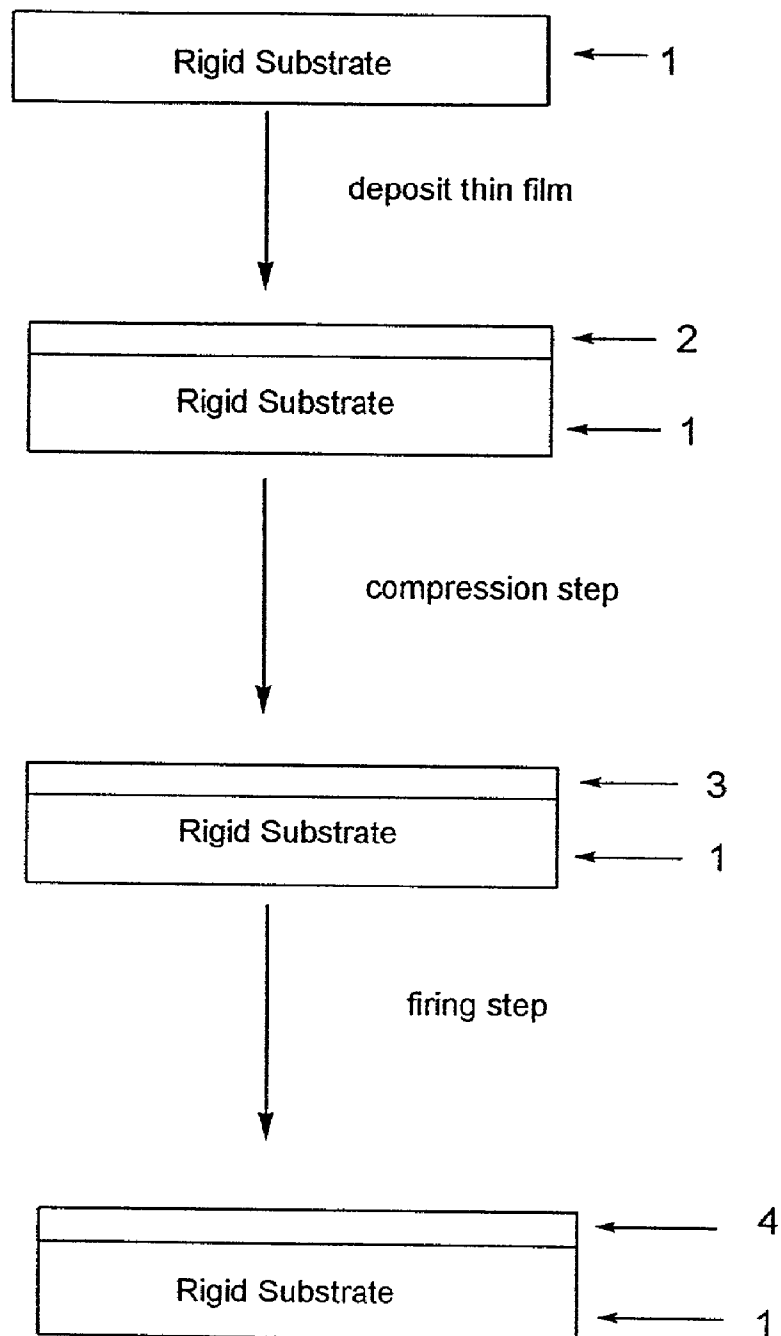 Rigid Substrate 1
deposit thin film
2
Rigid Substrate
1
compression step
3
Rigid Substrate
1
firing step
4
Rigid Substrate
1